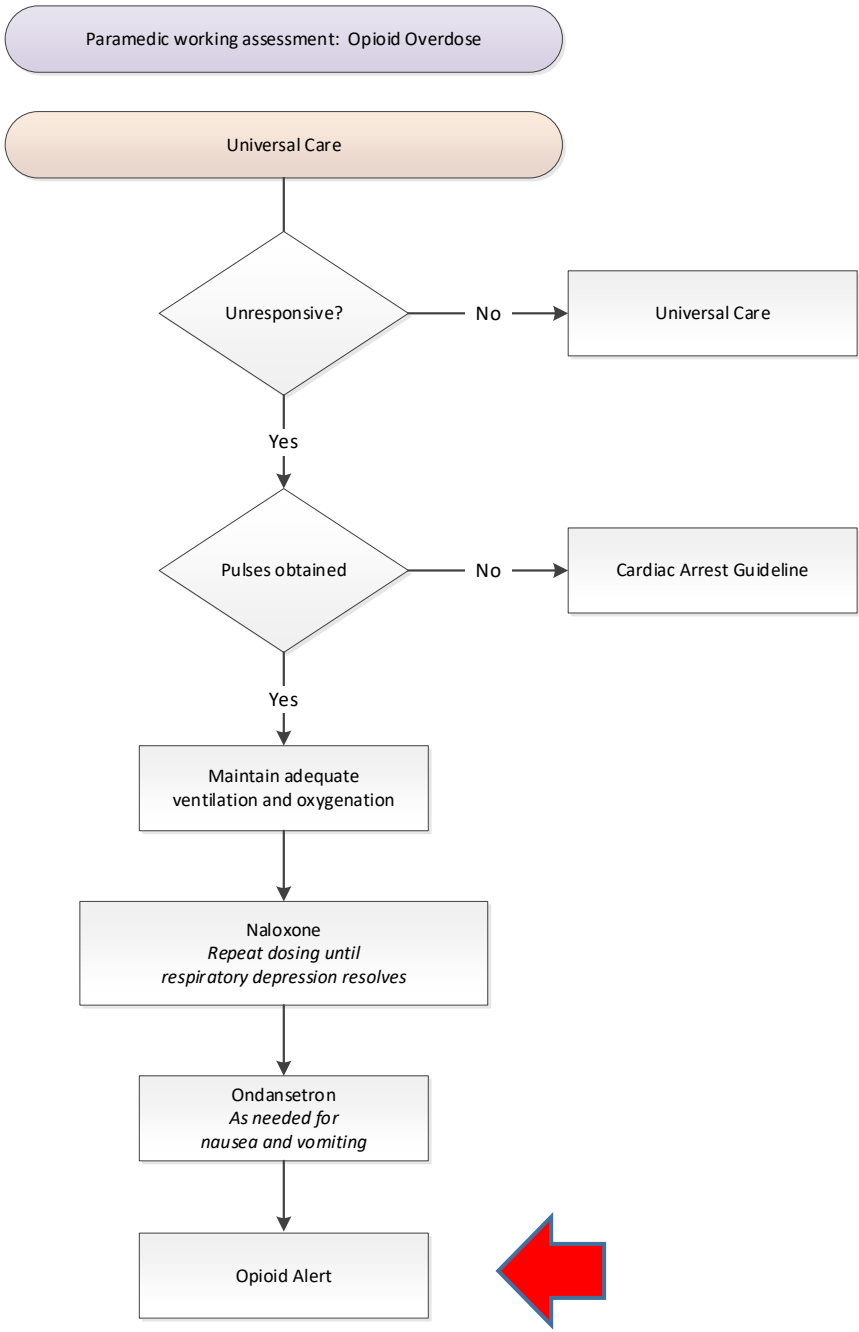 Paramedic working assessment: Opioid Overdose
Universal Care
Unresponsive?
No
Universal Care
Yes
Pulses obtained
No
Cardiac Arrest Guideline
Yes
Maintain adequate
ventilation and oxygenation
Naloxone
Repeat dosing until
respiratory depression resolves
Ondansetron
As needed for
nausea and vomiting
Opioid Alert